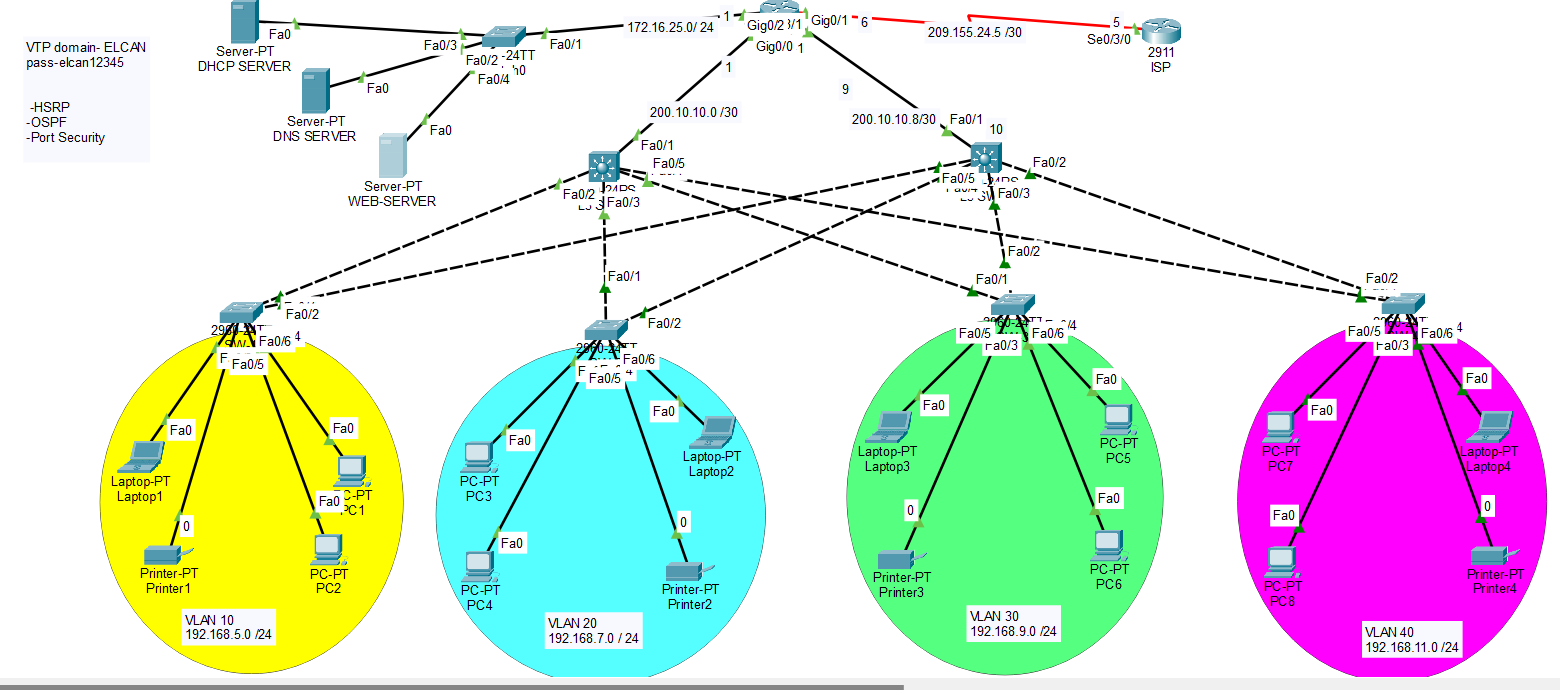 VTP domain- ELCAN
pass-elcan12345
-HSRP
-OSPF
-Port Security
Fa0
Server-PT
DHCP SERVER
Fa0
Server-PT
DNS SERVER
Fa0
Server-PT
WEB-SERVER
Fa0/3
Fa0/2
Fa0/4
-24TT
Fa0/1
172.16.25.0/ 24
1
Gig0/2
Gig0/1
Gig0/0
1
6
209.155.24.5 /30
5
Se0/3/0
2911
ISP
1
9
200.10.10.0 /30
200.10.10.8/30
Fa0/1
10
Fa0/1
Fa0/5
Fa0/2
Fa0/3
Fa0/5
Fa0/3
Fa0/2
Fa0/2
Fa0/6
Fa0/5
Fa0
Laptop-PT
Laptop1
Fa0
PC1
0
Printer-PT
Printer1
Fa0
PC-PT
PC2
VLAN 10
192.168.5.0 /24
Fa0/1
Fa0/2
Fa0/6
Fa0/5
Fa0
PC-PT
PC3
Fa0
Laptop-PT
Laptop2
Fa0
PC-PT
PC4
0
Printer-PT
Printer2
VLAN 20
192.168.7.0 / 24
Fa0/2
Fa0/1
Fa0/5
Fa0/6
Fa0/3
Fa0
Laptop-PT
Laptop3
Fa0
PC-PT
PC5
0
Printer-PT
Printer3
Fa0
PC-PT
PC6
VLAN 30
192.168.9.0 /24
Fa0/2
Fa0/5
Fa0/6
Fa0/3
Fa0
PC-PT
PC7
Fa0
Laptop-PT
Laptop4
Fa0
PC-PT
PC8
0
Printer-PT
Printer4
VLAN 40
192.168.11.0 /24